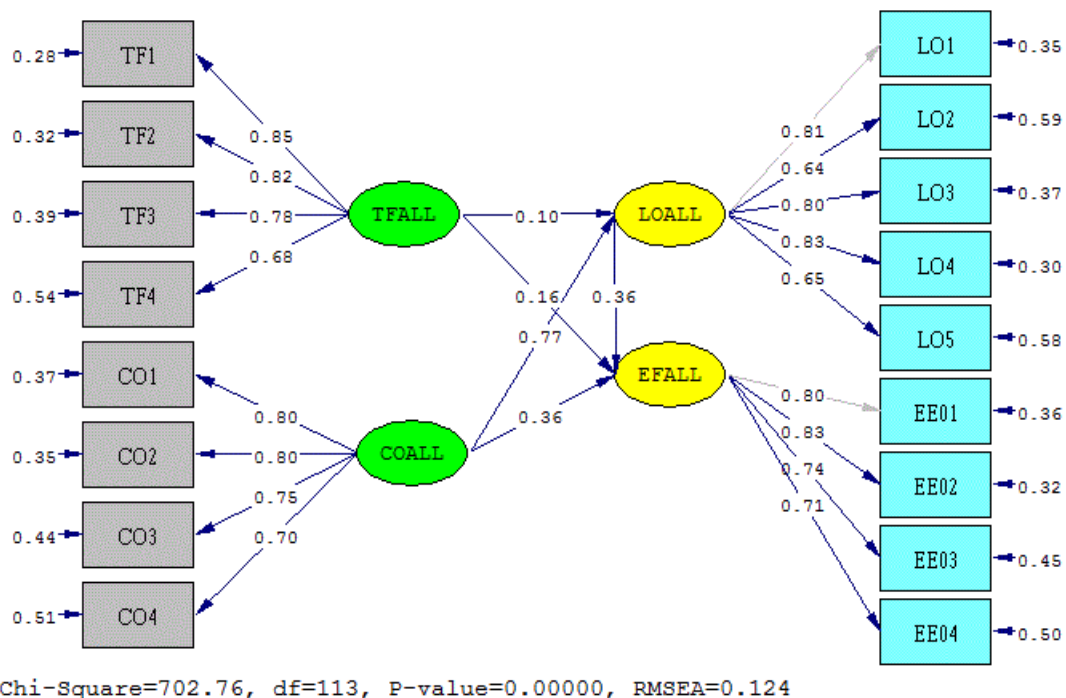 0.28
TF1
0.32
TF2
0.39
TF3
0.54
TF4
0.37
CO1
0.35
CO2
0.44
CO3
0.51
CO4
0.85
0.82
0.78
0.68
0.80
0.80
0.75
0.70
TFALL
COALL
0.10
0.16
0.36
0.77
0.36
LOALL
EFALL
0.81
0.64
0.80
0.83
0.65
0.80
0.83
0.74
0.71
LO1
0.35
LO2
0.59
LO3
0.37
LO4
0.30
LO5
0.58
EE01
0.36
EE02
0.32
EE03
0.45
EE04
0.50
Chi-Square=702.76, df=113, P-value=0.00000, RMSEA=0.124